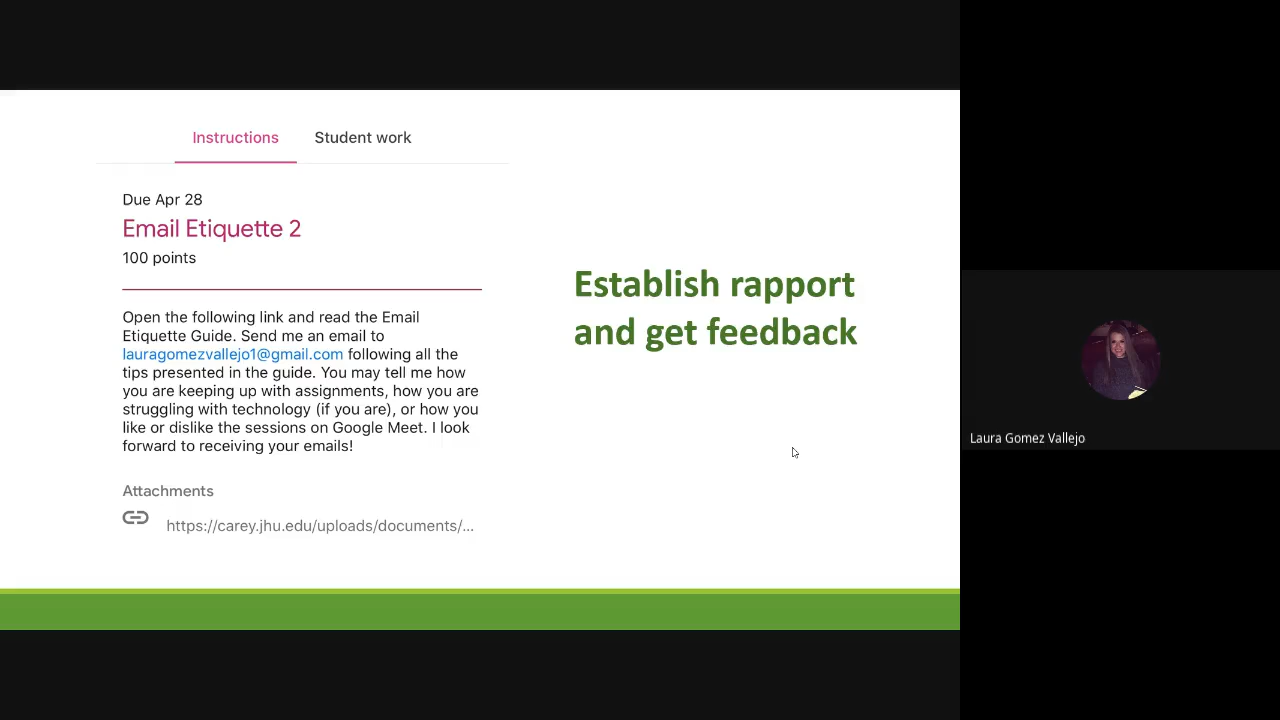 Instructions
Student work
Due Apr 28
Email Etiquette 2
100 points
Open the following link and read the Email
Etiquette Guide. Send me an email to
lauragomezvallejo1@gmail.com following all the
tips presented in the guide. You may tell me how
you are keeping up with assignments, how you are
struggling with technology (if you are), or how you
like or dislike the sessions on Google Meet. I look
forward to receiving your emails!
Attachments
https://carey.jhu.edu/uploads/documents/...
Establish rapport
and get feedback
Laura Gomez Vallejo